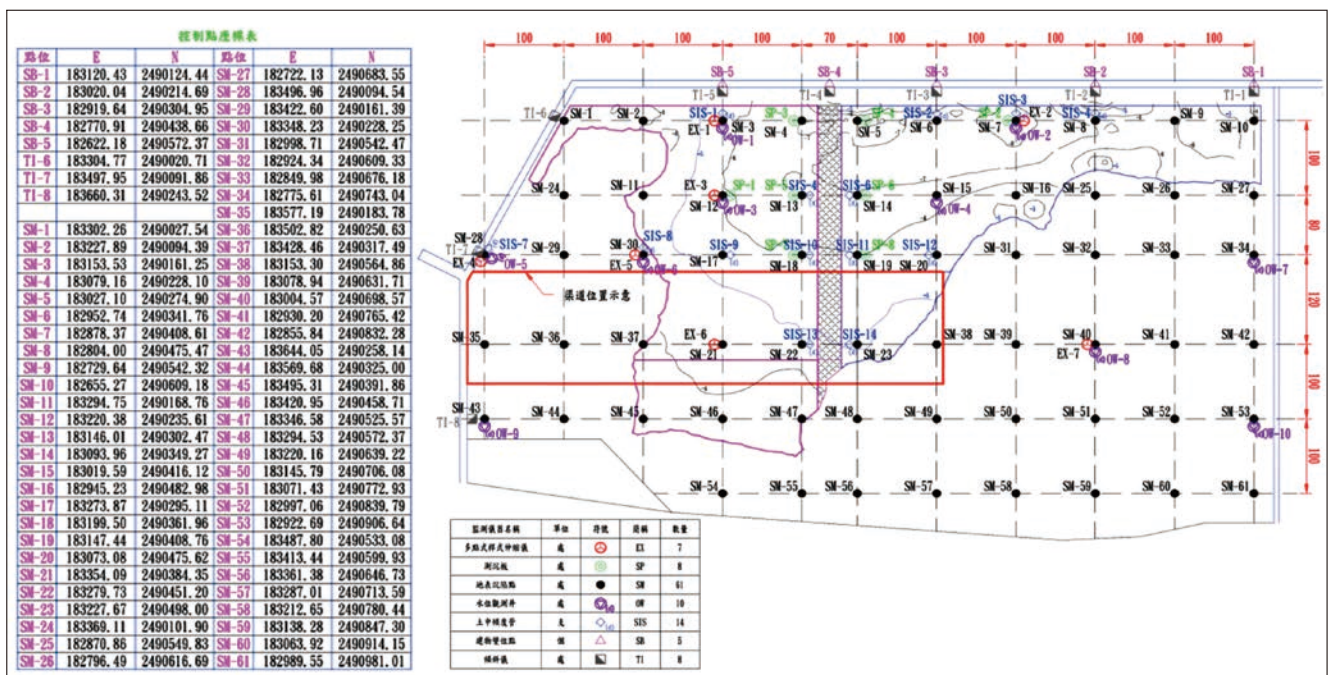 控制點座標表
點位 E N 點位 E N
SB-1 183120.43 2490124.44 SM-27 182722.13 2490683.55
SB-2 183020.04 2490214.69 SM-28 183496.96 2490094.54
SB-3 182919.64 2490304.95 SM-29 183422.60 2490161.39
SB-4 182770.91 2490438.66 SM-30 183348.23 2490228.25
SB-5 182622.18 2490572.37 SM-31 182998.71 2490542.47
TI-6 183304.77 2490020.71 SM-32 182924.34 2490609.33
TI-7 183497.95 2490091.86 SM-33 182849.98 2490676.18
TI-8 183660.31 2490243.52 SM-34 182775.61 2490743.04
SM-35 183577.19 2490183.78
SM-1 183302.26 2490027.54 SM-36 183502.82 2490250.63
SM-2 183227.89 2490094.39 SM-37 183428.46 2490317.49
SM-3 183153.53 2490161.25 SM-38 183153.30 2490564.86
SM-4 183079.16 2490228.10 SM-39 183078.94 2490631.71
SM-5 183027.10 2490274.90 SM-40 183004.57 2490698.57
SM-6 182952.74 2490341.76 SM-41 182930.20 2490765.42
SM-7 182878.37 2490408.61 SM-42 182855.84 2490832.28
SM-8 182804.00 2490475.47 SM-43 183644.05 2490258.14
SM-9 182729.64 2490542.32 SM-44 183569.68 2490325.00
SM-10 182655.27 2490609.18 SM-45 183495.31 2490391.86
SM-11 183294.75 2490168.76 SM-46 183420.95 2490458.71
SM-12 183220.38 2490235.61 SM-47 183346.58 2490525.57
SM-13 183146.01 2490302.47 SM-48 183294.53 2490572.37
SM-14 183093.96 2490349.27 SM-49 183220.16 2490639.22
SM-15 183019.59 2490416.12 SM-50 183145.79 2490706.08
SM-16 182945.23 2490482.98 SM-51 183071.43 2490772.93
SM-17 183273.87 2490295.11 SM-52 182997.06 2490839.79
SM-18 183199.50 2490361.96 SM-53 182922.69 2490906.64
SM-19 183147.44 2490408.76 SM-54 183487.80 2490533.08
SM-20 183073.08 2490475.62 SM-55 183413.44 2490599.93
SM-21 183354.09 2490384.35 SM-56 183361.38 2490646.73
SM-22 183279.73 2490451.20 SM-57 183287.01 2490713.59
SM-23 183227.67 2490498.00 SM-58 183212.65 2490780.44
SM-24 183369.11 2490101.90 SM-59 183138.28 2490847.30
SM-25 182870.86 2490549.83 SM-60 183063.92 2490914.15
SM-26 182796.49 2490616.69 SM-61 182989.55 2490981.01
100 100 100 100 70 100 100 100 100
SB-5 SB-4 SB-3 SB-2 SB-1
TI-5 TI-4 TI-3 TI-2 TI-1
TI-6 SM-1 SM-2 SIS-1 SP-3 SP-4 SIS-2 SP-2 SIS-3 EX-2 SIS-4 SM-9
EX-1 SM-3 SM-4 SM-5 SM-6 SM-7 SM-8 SM-10
OW-1 OW-2
100
SM-24 SM-11 EX-3 SP-1 SP-5 SIS-4 SIS-6 SP-6 SM-15 SM-16 SM-25 SM-26 SM-27
SM-12 OW-3 SM-13 SM-14 OW-4
80
SM-28
TI-7 SIS-7 SM-29 SM-30 SIS-8 SIS-9 SIS-10 SIS-11 SP-8 SIS-12 SM-31 SM-32 SM-33 SM-34
EX-4 OW-5 EX-5 OW-6 SM-17 SM-18 SM-19 SM-20 OW-7
渠道位置示意
120
SM-35 SM-36 SM-37 EX-6 SIS-13 SIS-14 SM-38 SM-39 SM-40 SM-41 SM-42
SM-21 SM-22 SM-23 EX-7 OW-8
100
SM-43 SM-44 SM-45 SM-46 SM-47 SM-48 SM-49 SM-50 SM-51 SM-52 SM-53
TI-8 OW-9 OW-10
100
SM-54 SM-55 SM-56 SM-57 SM-58 SM-59 SM-60 SM-61
監測儀器名稱 單位 符號 簡稱 數量
多點式桿式伸縮儀 處 EX 7
測沉板 處 SP 8
地表沉陷點 處 SM 61
水位觀測井 處 OW 10
土中傾度管 支 SIS 14
建物變位點 個 SB 5
傾斜儀 處 TI 8